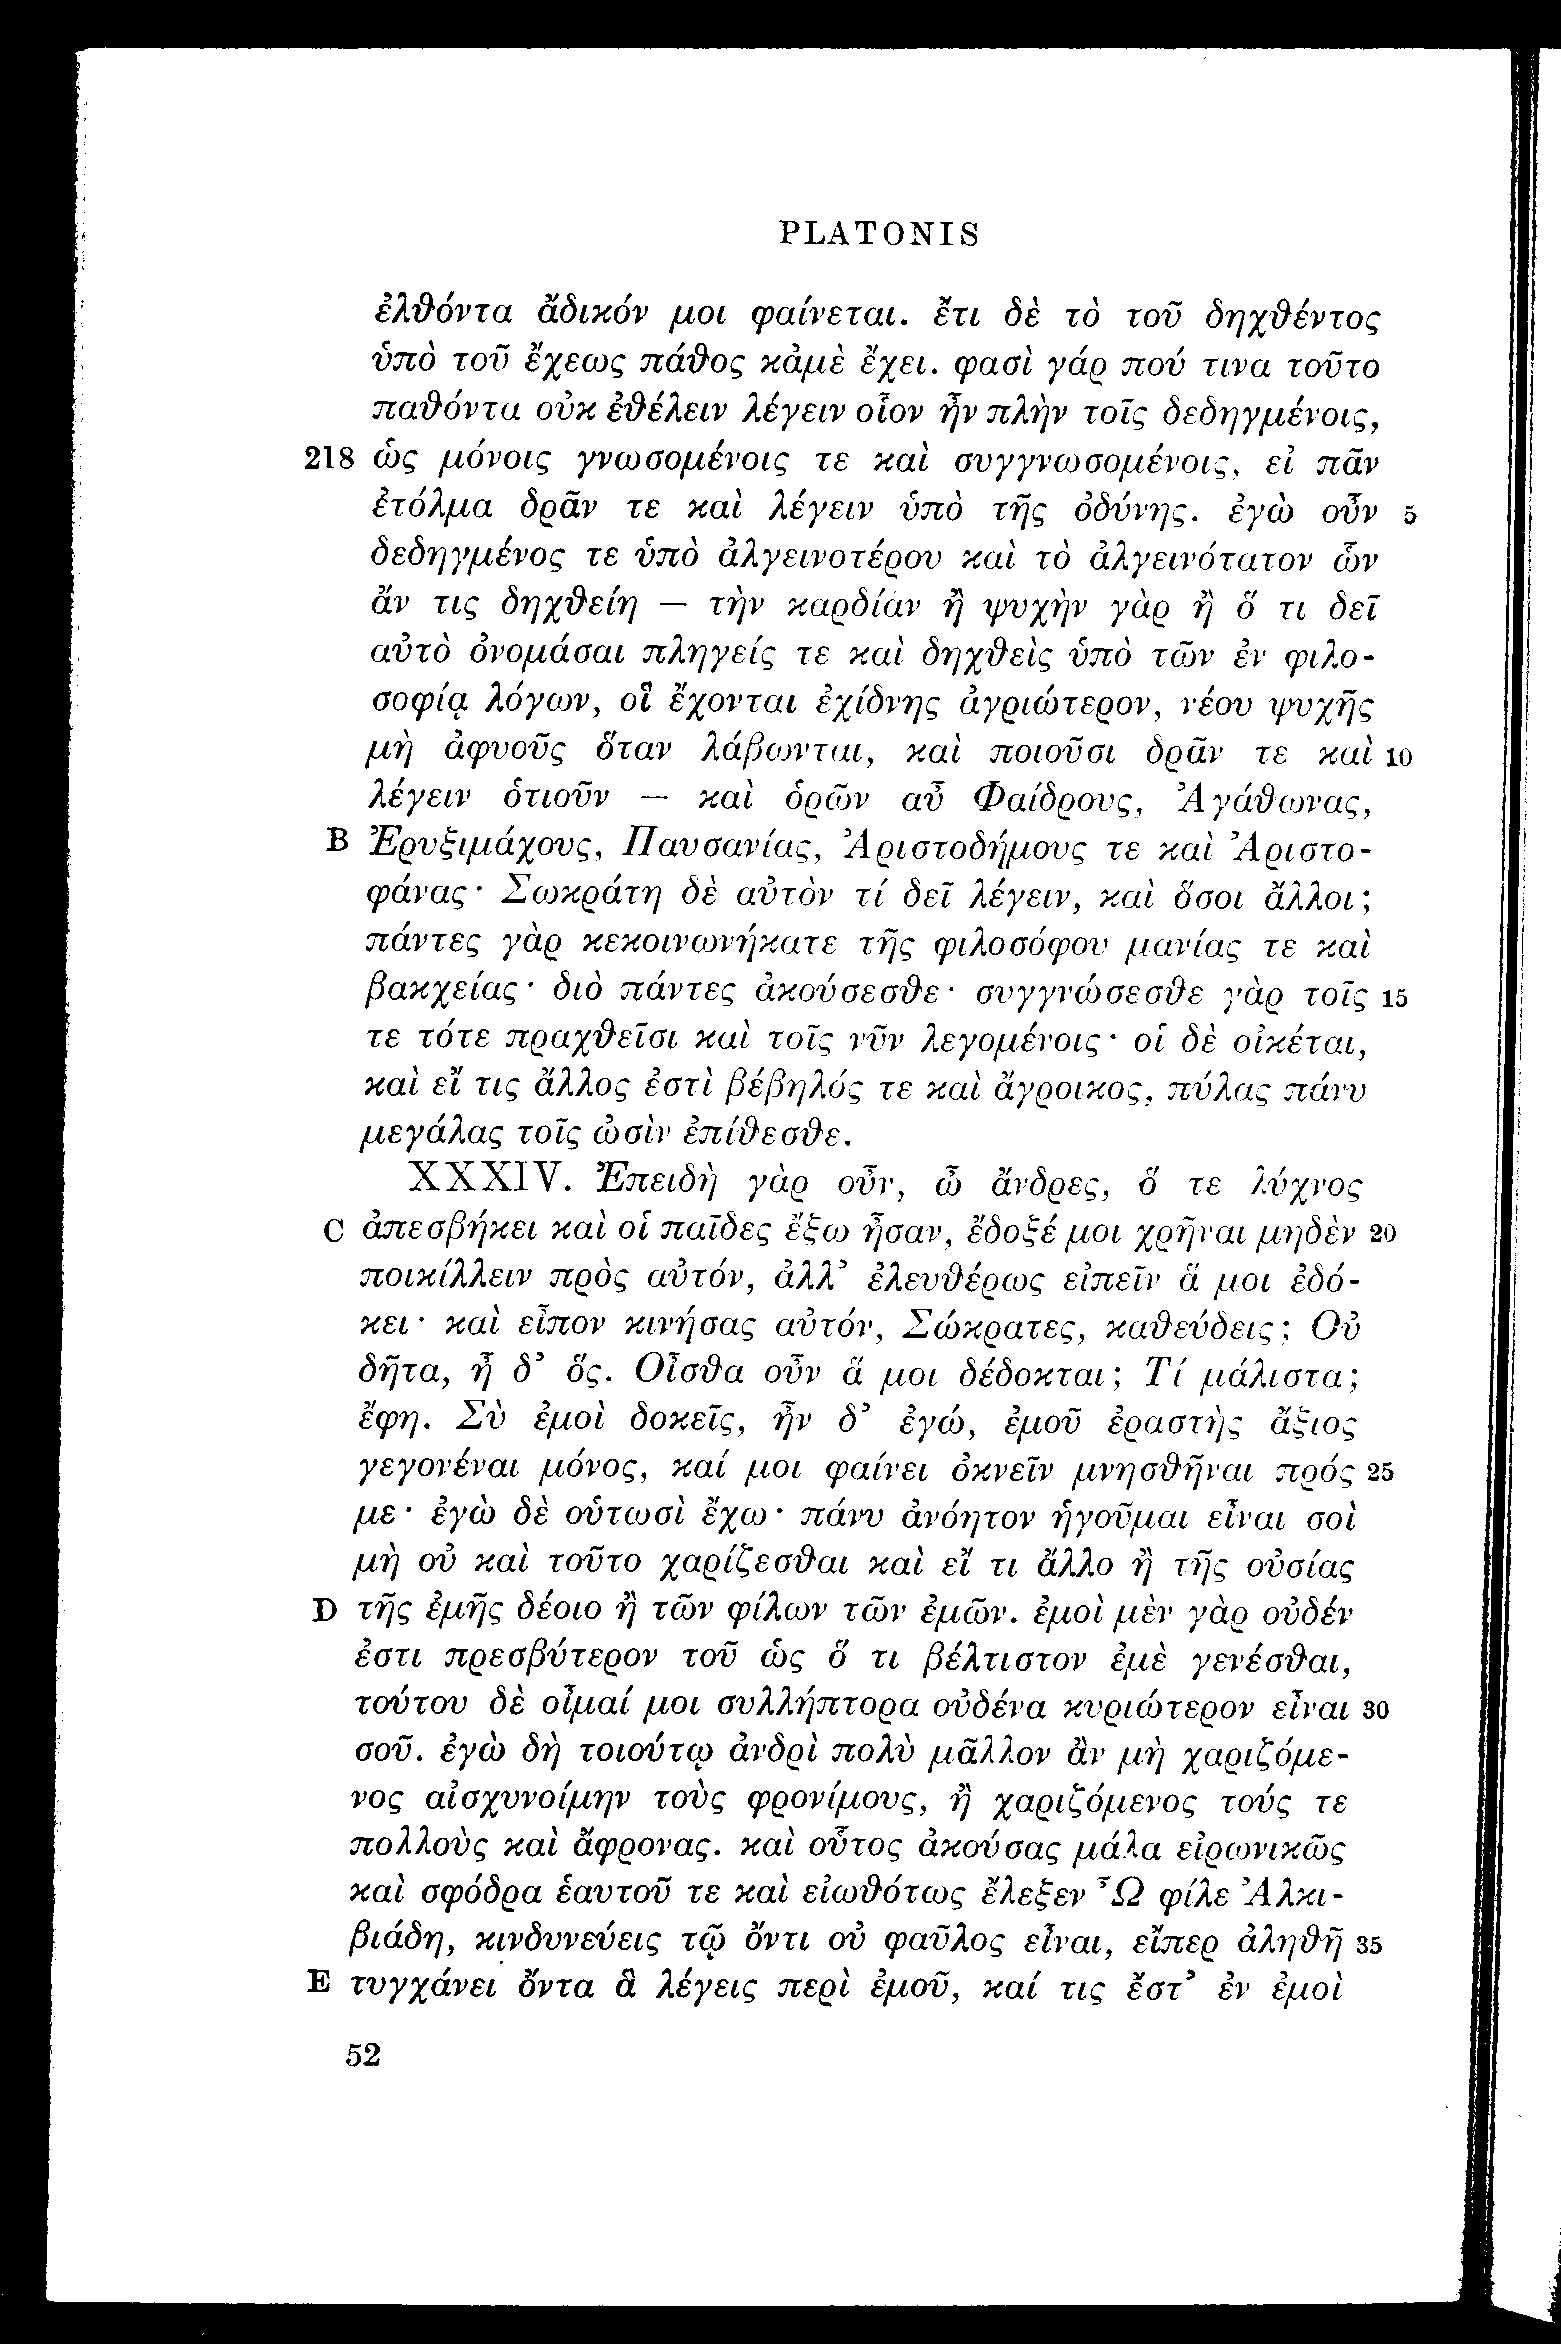 PLATONIS
ἐλθόντα ἄδικόν μοι φαίνεται. ἔτι δὲ τὸ τοῦ δηχθέντος
ὑπὸ τοῦ ἔχεως πάθος κἀμὲ ἔχει. φασὶ γάρ πού τινα τοῦτο
παθόντα οὐκ ἐθέλειν λέγειν οἷον ἦν πλὴν τοῖς δεδηγμένοις,
218 ὡς μόνοις γνωσομένοις τε καὶ συγγνωσομένοις, εἰ πᾶν
ἐτόλμα δρᾶν τε καὶ λέγειν ὑπὸ τῆς ὀδύνης. ἐγὼ οὖν 5
δεδηγμένος τε ὑπὸ ἀλγεινοτέρου καὶ τὸ ἀλγεινότατον ὧν
ἄν τις δηχθείη — τὴν καρδίαν ἢ ψυχὴν γὰρ ἢ ὅ τι δεῖ
αὐτὸ ὀνομάσαι πληγείς τε καὶ δηχθεὶς ὑπὸ τῶν ἐν φιλο-
σοφίᾳ λόγων, οἳ ἔχονται ἐχίδνης ἀγριώτερον, νέου ψυχῆς
μὴ ἀφυοῦς ὅταν λάβωνται, καὶ ποιοῦσι δρᾶν τε καὶ 10
λέγειν ὁτιοῦν — καὶ ὁρῶν αὖ Φαίδρους, Ἀγάθωνας,
B Ἐρυξιμάχους, Παυσανίας, Ἀριστοδήμους τε καὶ Ἀριστο-
φάνας· Σωκράτη δὲ αὐτὸν τί δεῖ λέγειν, καὶ ὅσοι ἄλλοι;
πάντες γὰρ κεκοινωνήκατε τῆς φιλοσόφου μανίας τε καὶ
βακχείας· διὸ πάντες ἀκούσεσθε· συγγνώσεσθε γὰρ τοῖς 15
τε τότε πραχθεῖσι καὶ τοῖς νῦν λεγομένοις· οἱ δὲ οἰκέται,
καὶ εἴ τις ἄλλος ἐστὶ βέβηλός τε καὶ ἄγροικος, πύλας πάνυ
μεγάλας τοῖς ὠσὶν ἐπίθεσθε.
XXXIV. Ἐπειδὴ γὰρ οὖν, ὦ ἄνδρες, ὅ τε λύχνος
C ἀπεσβήκει καὶ οἱ παῖδες ἔξω ἦσαν, ἔδοξέ μοι χρῆναι μηδὲν 20
ποικίλλειν πρὸς αὐτόν, ἀλλ’ ἐλευθέρως εἰπεῖν ἅ μοι ἐδό-
κει· καὶ εἶπον κινήσας αὐτόν, Σώκρατες, καθεύδεις; Οὐ
δῆτα, ἦ δ’ ὅς. Οἶσθα οὖν ἅ μοι δέδοκται; Τί μάλιστα;
ἔφη. Σὺ ἐμοὶ δοκεῖς, ἦν δ’ ἐγώ, ἐμοῦ ἐραστὴς ἄξιος
γεγονέναι μόνος, καί μοι φαίνει ὀκνεῖν μνησθῆναι πρός 25
με· ἐγὼ δὲ οὑτωσὶ ἔχω· πάνυ ἀνόητον ἡγοῦμαι εἶναι σοὶ
μὴ οὐ καὶ τοῦτο χαρίζεσθαι καὶ εἴ τι ἄλλο ἢ τῆς οὐσίας
D τῆς ἐμῆς δέοιο ἢ τῶν φίλων τῶν ἐμῶν. ἐμοὶ μὲν γὰρ οὐδέν
ἐστι πρεσβύτερον τοῦ ὡς ὅ τι βέλτιστον ἐμὲ γενέσθαι,
τούτου δὲ οἶμαί μοι συλλήπτορα οὐδένα κυριώτερον εἶναι 30
σοῦ. ἐγὼ δὴ τοιούτῳ ἀνδρὶ πολὺ μᾶλλον ἂν μὴ χαριζόμε-
νος αἰσχυνοίμην τοὺς φρονίμους, ἢ χαριζόμενος τούς τε
πολλοὺς καὶ ἄφρονας. καὶ οὗτος ἀκούσας μάλα εἰρωνικῶς
καὶ σφόδρα ἑαυτοῦ τε καὶ εἰωθότως ἔλεξεν Ὦ φίλε Ἀλκι-
βιάδη, κινδυνεύεις τῷ ὄντι οὐ φαῦλος εἶναι, εἴπερ ἀληθῆ 35
E τυγχάνει ὄντα ἃ λέγεις περὶ ἐμοῦ, καί τις ἔστ’ ἐν ἐμοὶ
52